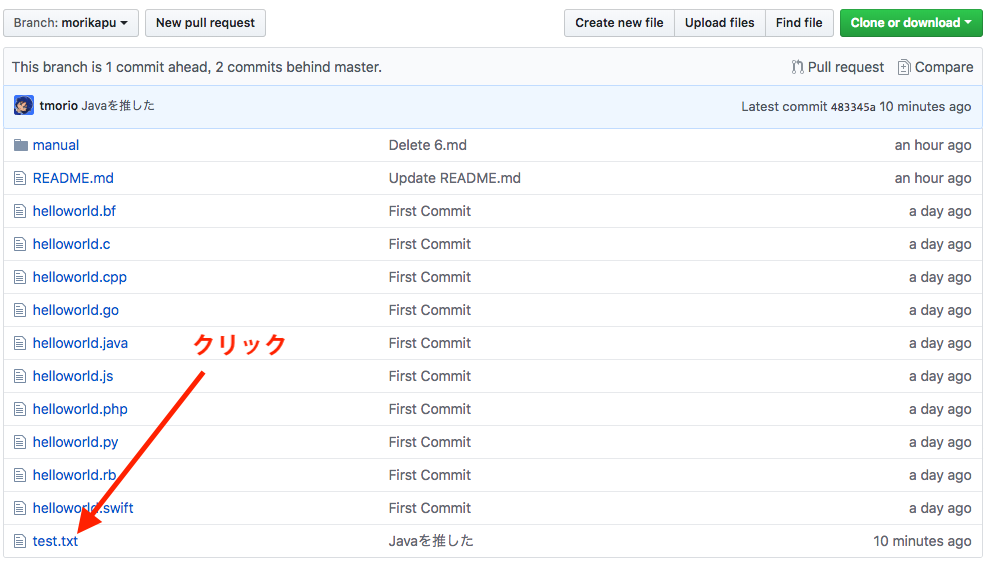 Branch: morikapu New pull request Create new file Upload files Find file Clone or download
This branch is 1 commit ahead, 2 commits behind master. Pull request Compare
tmorio Javaを推した Latest commit 483345a 10 minutes ago
manual Delete 6.md an hour ago
README.md Update README.md an hour ago
helloworld.bf First Commit a day ago
helloworld.c First Commit a day ago
helloworld.cpp First Commit a day ago
helloworld.go First Commit a day ago
クリック
helloworld.java First Commit a day ago
helloworld.js First Commit a day ago
helloworld.php First Commit a day ago
helloworld.py First Commit a day ago
helloworld.rb First Commit a day ago
helloworld.swift First Commit a day ago
test.txt Javaを推した 10 minutes ago